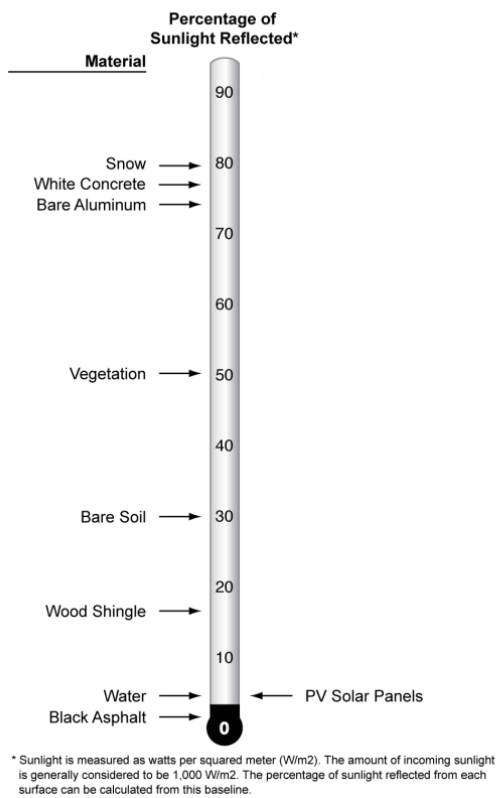 Percentage of
Sunlight Reflected*
Material
90
Snow
80
White Concrete
Bare Aluminum
70
60
Vegetation
50
40
Bare Soil
30
20
Wood Shingle
10
Water
PV Solar Panels
Black Asphalt
0
* Sunlight is measured as watts per squared meter (W/m2). The amount of incoming sunlight
is generally considered to be 1,000 W/m2. The percentage of sunlight reflected from each
surface can be calculated from this baseline.